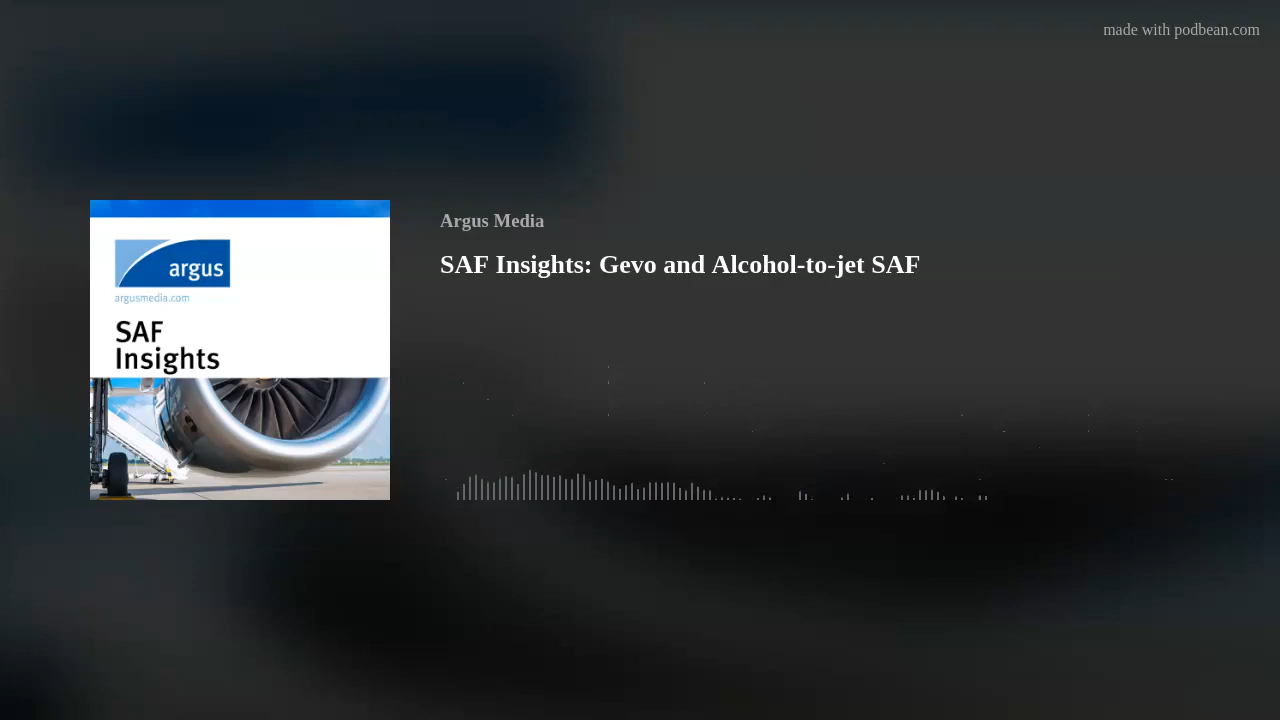 made with podbean.com
argus
argusmedia.com
SAF
Insights
Argus Media
SAF Insights: Gevo and Alcohol-to-jet SAF